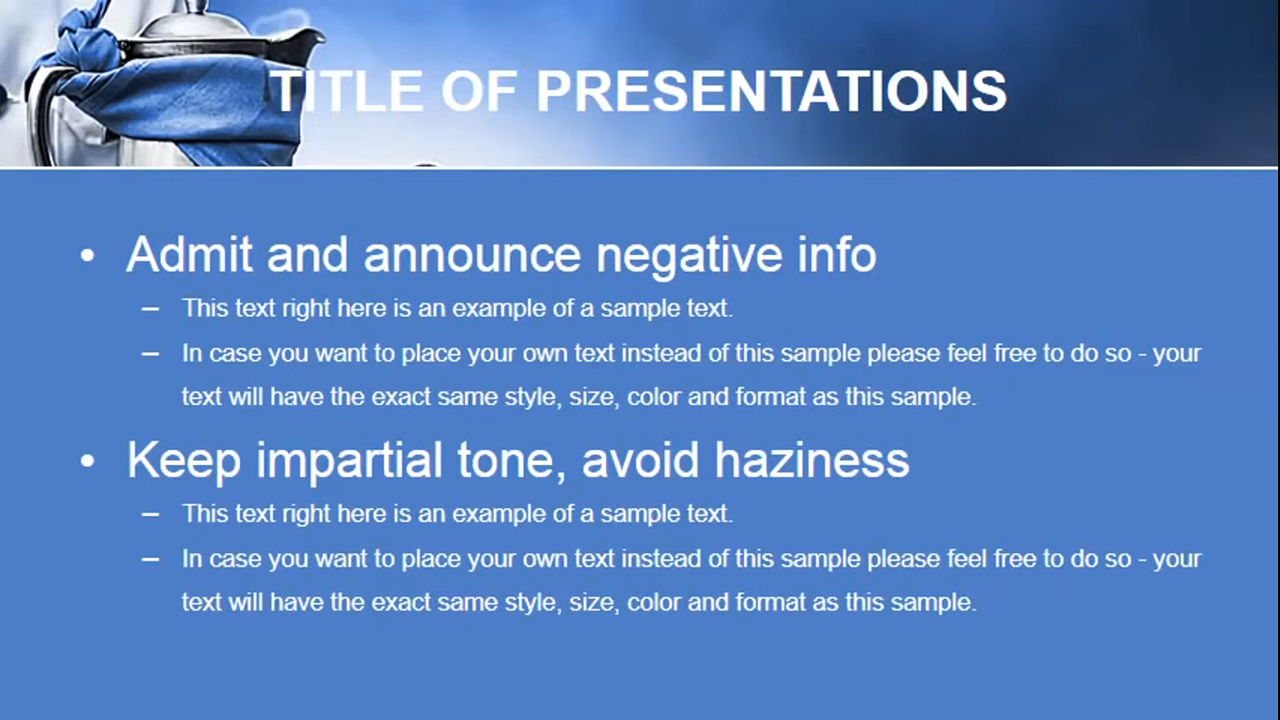 TITLE OF PRESENTATIONS
• Admit and announce negative info
– This text right here is an example of a sample text.
– In case you want to place your own text instead of this sample please feel free to do so - your
text will have the exact same style, size, color and format as this sample.
• Keep impartial tone, avoid haziness
– This text right here is an example of a sample text.
– In case you want to place your own text instead of this sample please feel free to do so - your
text will have the exact same style, size, color and format as this sample.